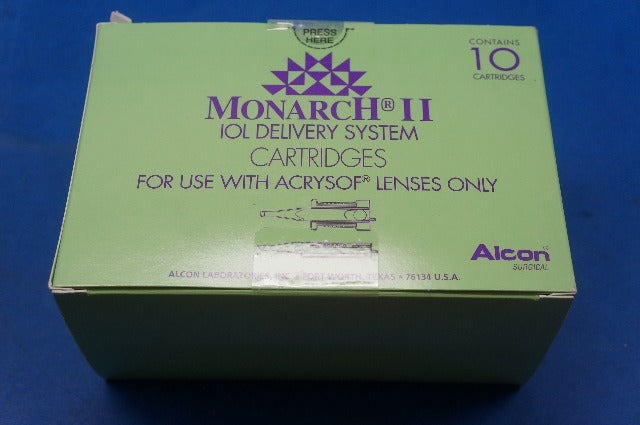 PRESS
HERE
CONTAINS
10
CARTRIDGES
MONARCH® II
IOL DELIVERY SYSTEM
CARTRIDGES
FOR USE WITH ACRYSOF® LENSES ONLY
Alcon®
SURGICAL
ALCON LABORATORIES, INC. • FORT WORTH, TEXAS • 76134 U.S.A.